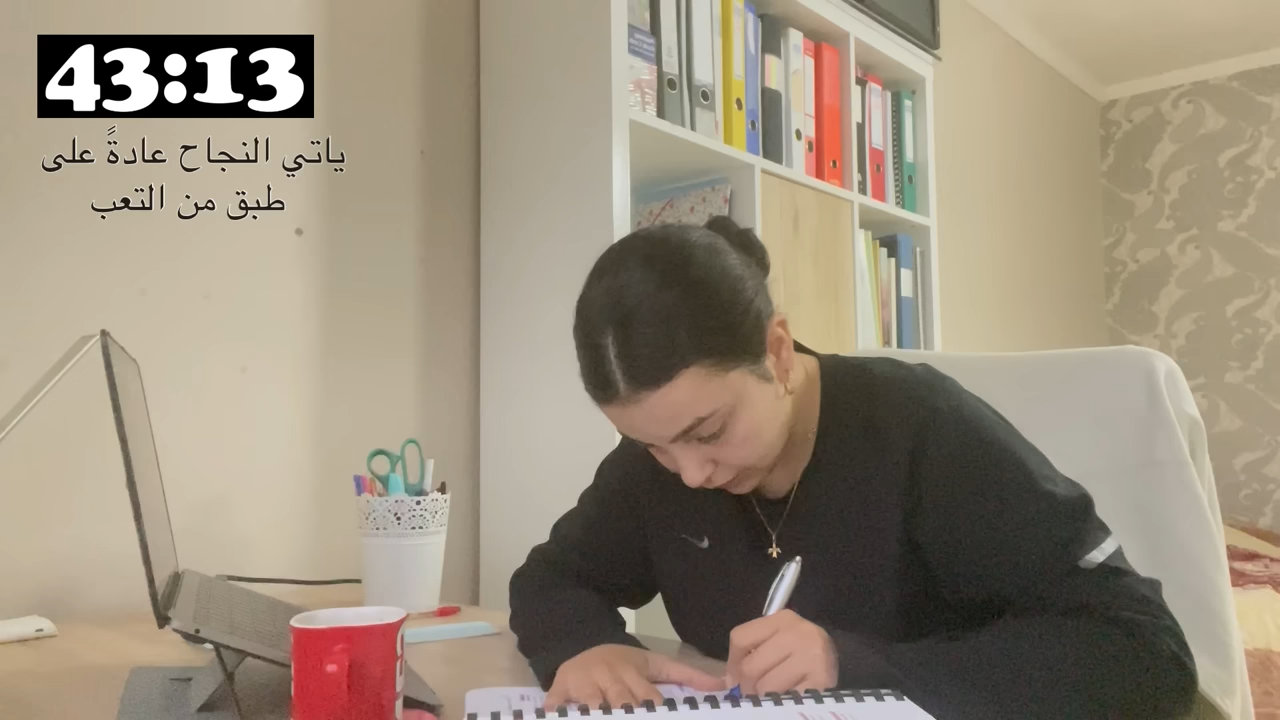 43:13
ياتي النجاح عادةً على
طبق من التعب